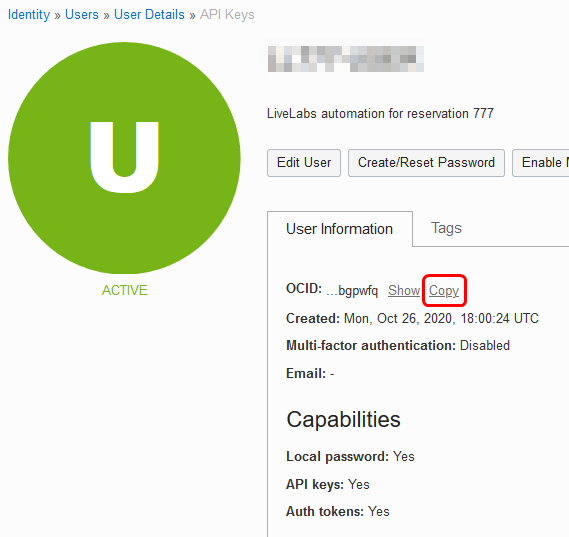 Identity » Users » User Details » API Keys
U
ACTIVE
LiveLabs automation for reservation 777
Edit User Create/Reset Password Enable
User Information Tags
OCID: ...bgpwfq Show Copy
Created: Mon, Oct 26, 2020, 18:00:24 UTC
Multi-factor authentication: Disabled
Email: -
Capabilities
Local password: Yes
API keys: Yes
Auth tokens: Yes